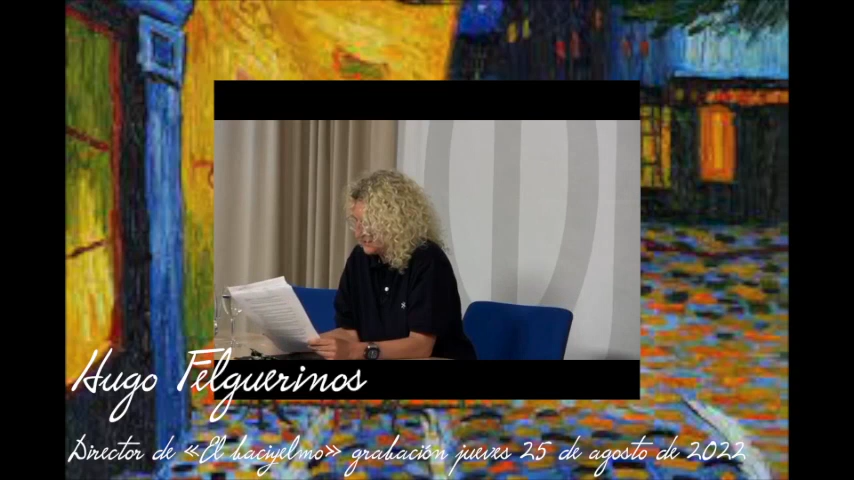 Hugo Felguerinos
Director de «El baciyelmo» grabación jueves 25 de agosto de 2022